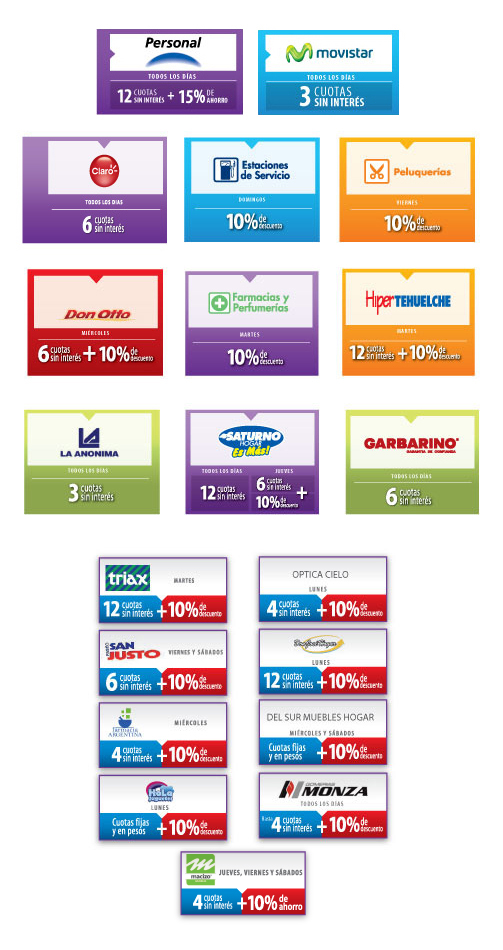 Personal
TODOS LOS DÍAS
12 CUOTAS SIN INTERÉS + 15% DE AHORRO
movistar
TODOS LOS DÍAS
3 CUOTAS SIN INTERÉS
Claro
TODOS LOS DIAS
6 cuotas sin interés
Estaciones
de Servicio
DOMINGOS
10% de descuento
Peluquerías
VIERNES
10% de descuento
Don Otto
MIÉRCOLES
6 cuotas sin interés + 10% de descuento
Farmacias y
Perfumerías
MARTES
10% de descuento
HiperTEHUELCHE
MARTES
12 cuotas sin interés + 10% de descuento
LA ANONIMA
TODOS LOS DÍAS
3 cuotas sin interés
SATURNO
HOGAR
Es Más!
TODOS LOS DÍAS
12 cuotas sin interés
JUEVES
6 cuotas sin interés +
10% de descuento
GARBARINO
GARANTIA DE CONFIANZA
TODOS LOS DÍAS
6 cuotas sin interés
triax
MARTES
12 cuotas sin interés + 10% de descuento
OPTICA CIELO
LUNES
4 cuotas sin interés + 10% de descuento
SAN
JUSTO
VIERNES Y SÁBADOS
6 cuotas sin interés + 10% de descuento
LUNES
12 cuotas sin interés + 10% de descuento
ARGENTINA
MIÉRCOLES
4 cuotas sin interés + 10% de descuento
DEL SUR MUEBLES HOGAR
MIÉRCOLES Y SÁBADOS
Cuotas fijas y en pesos + 10% de descuento
HoLa
LUNES
Cuotas fijas y en pesos + 10% de descuento
MONZA
TODOS LOS DÍAS
Hasta 4 cuotas sin interés + 10% de descuento
macizo
JUEVES, VIERNES Y SÁBADOS
4 cuotas sin interés + 10% de ahorro